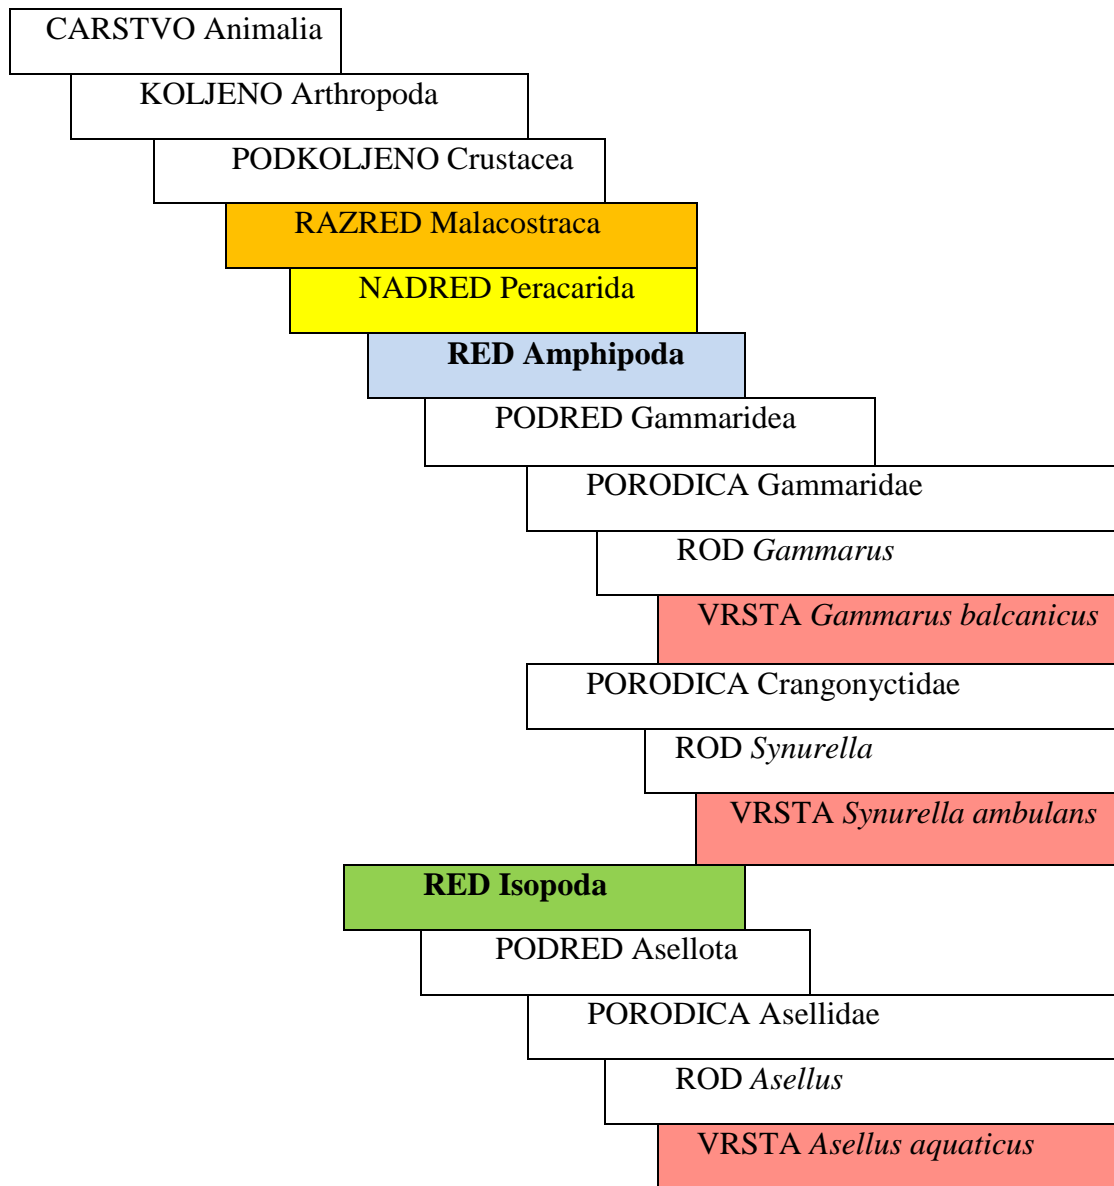 CARSTVO Animalia
KOLJENO Arthropoda
PODKOLJENO Crustacea
RAZRED Malacostraca
NADRED Peracarida
RED Amphipoda
PODRED Gammaridea
PORODICA Gammaridae
ROD Gammarus
VRSTA Gammarus balcanicus
PORODICA Crangonyctidae
ROD Synurella
VRSTA Synurella ambulans
RED Isopoda
PODRED Asellota
PORODICA Asellidae
ROD Asellus
VRSTA Asellus aquaticus